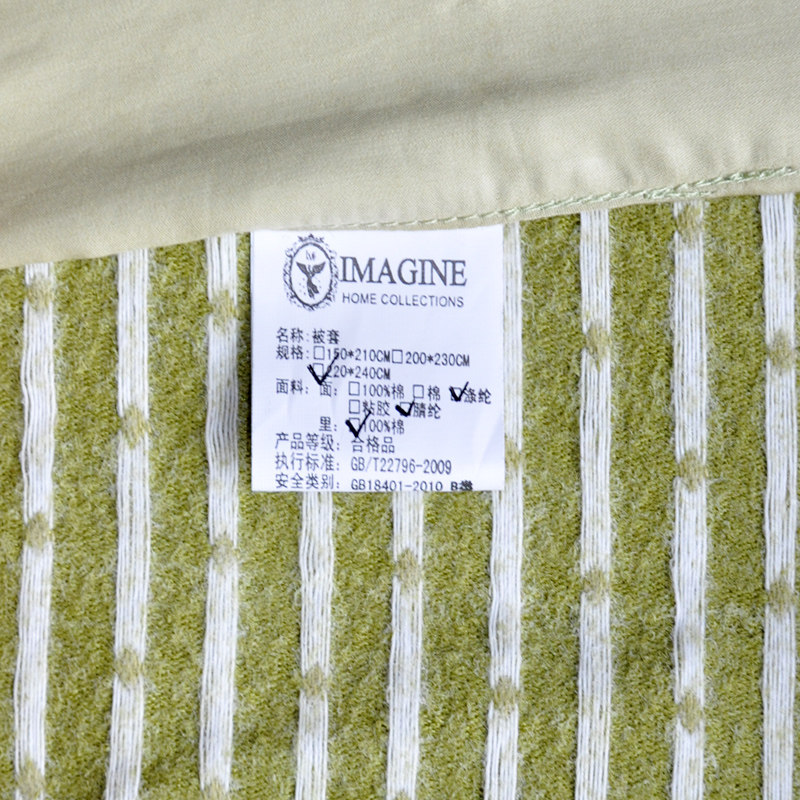 IMAGINE
HOME COLLECTIONS
名称:被套
规格:□150*210CM□200*230CM
☑220*240CM
面料: 面: □100%棉 □棉 ☑涤纶
□粘胶 ☑腈纶
里: ☑100%棉
产品等级: 合格品
执行标准: GB/T22796-2009
安全类别: GB18401-2010 B类